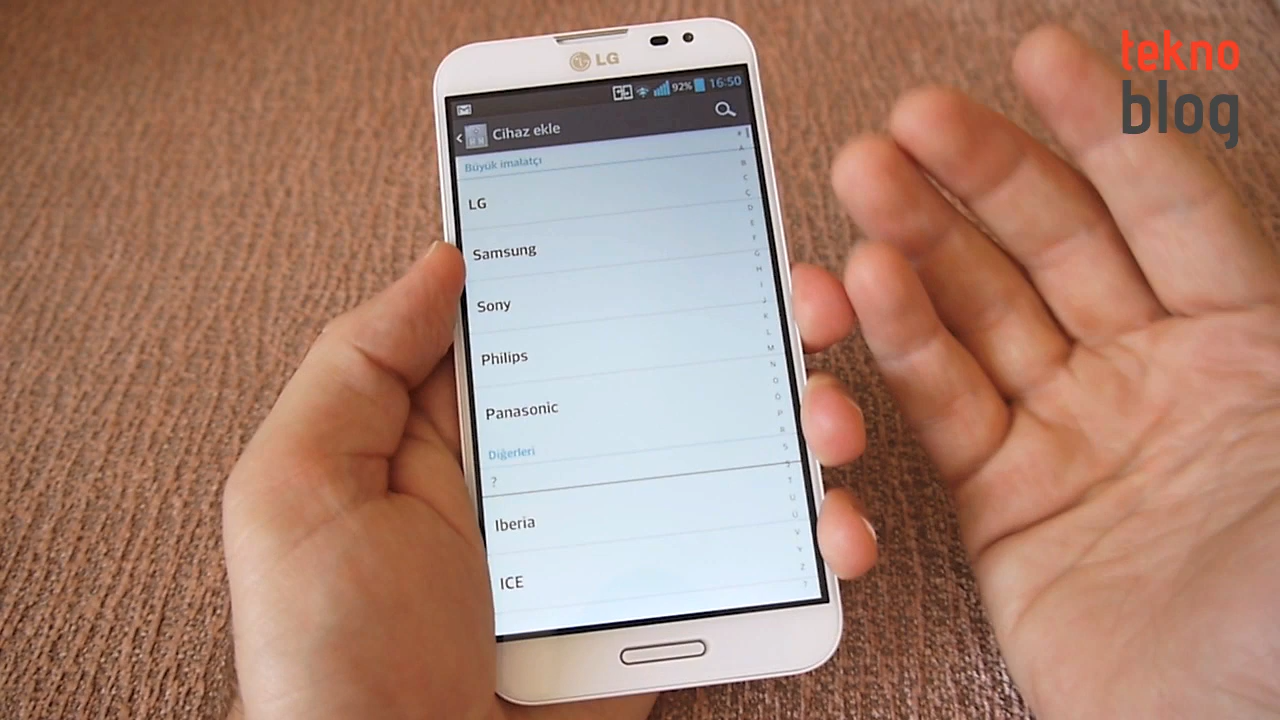 tekno
blog
LG
92% 16:50
Cihaz ekle
Büyük imalatçı
LG
Samsung
Sony
Philips
Panasonic
Diğerleri
?
Iberia
ICE
#
A
B
C
Ç
D
E
F
G
H
I
J
K
L
M
N
O
Ö
P
R
S
Ş
T
U
Ü
V
Y
Z
?